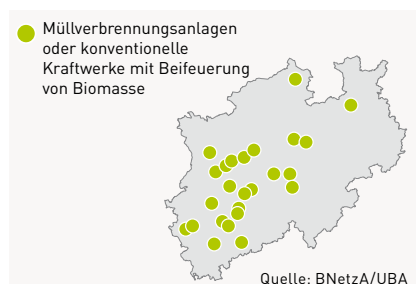 Müllverbrennungsanlagen
oder konventionelle
Kraftwerke mit Beifeuerung
von Biomasse
Quelle: BNetzA/UBA